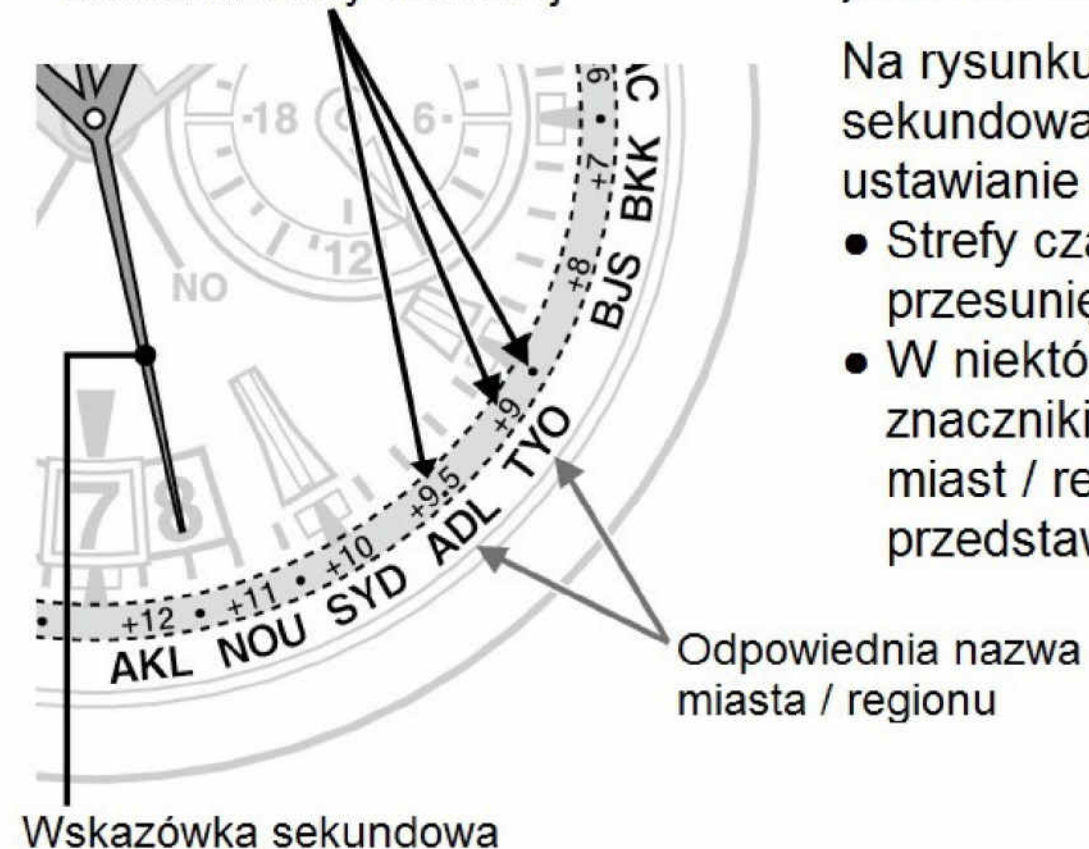 Na rysunku
sekundowa
ustawianie
● Strefy cza
przesunię
● W niektó
znaczniki
miast / re
przedstaw
18
6
12
NO
7
8
+7
+8
+9
+9.5
+10
+11
+12
BKK
BJS
TYO
ADL
SYD
NOU
AKL
Odpowiednia nazwa
miasta / regionu
Wskazówka sekundowa